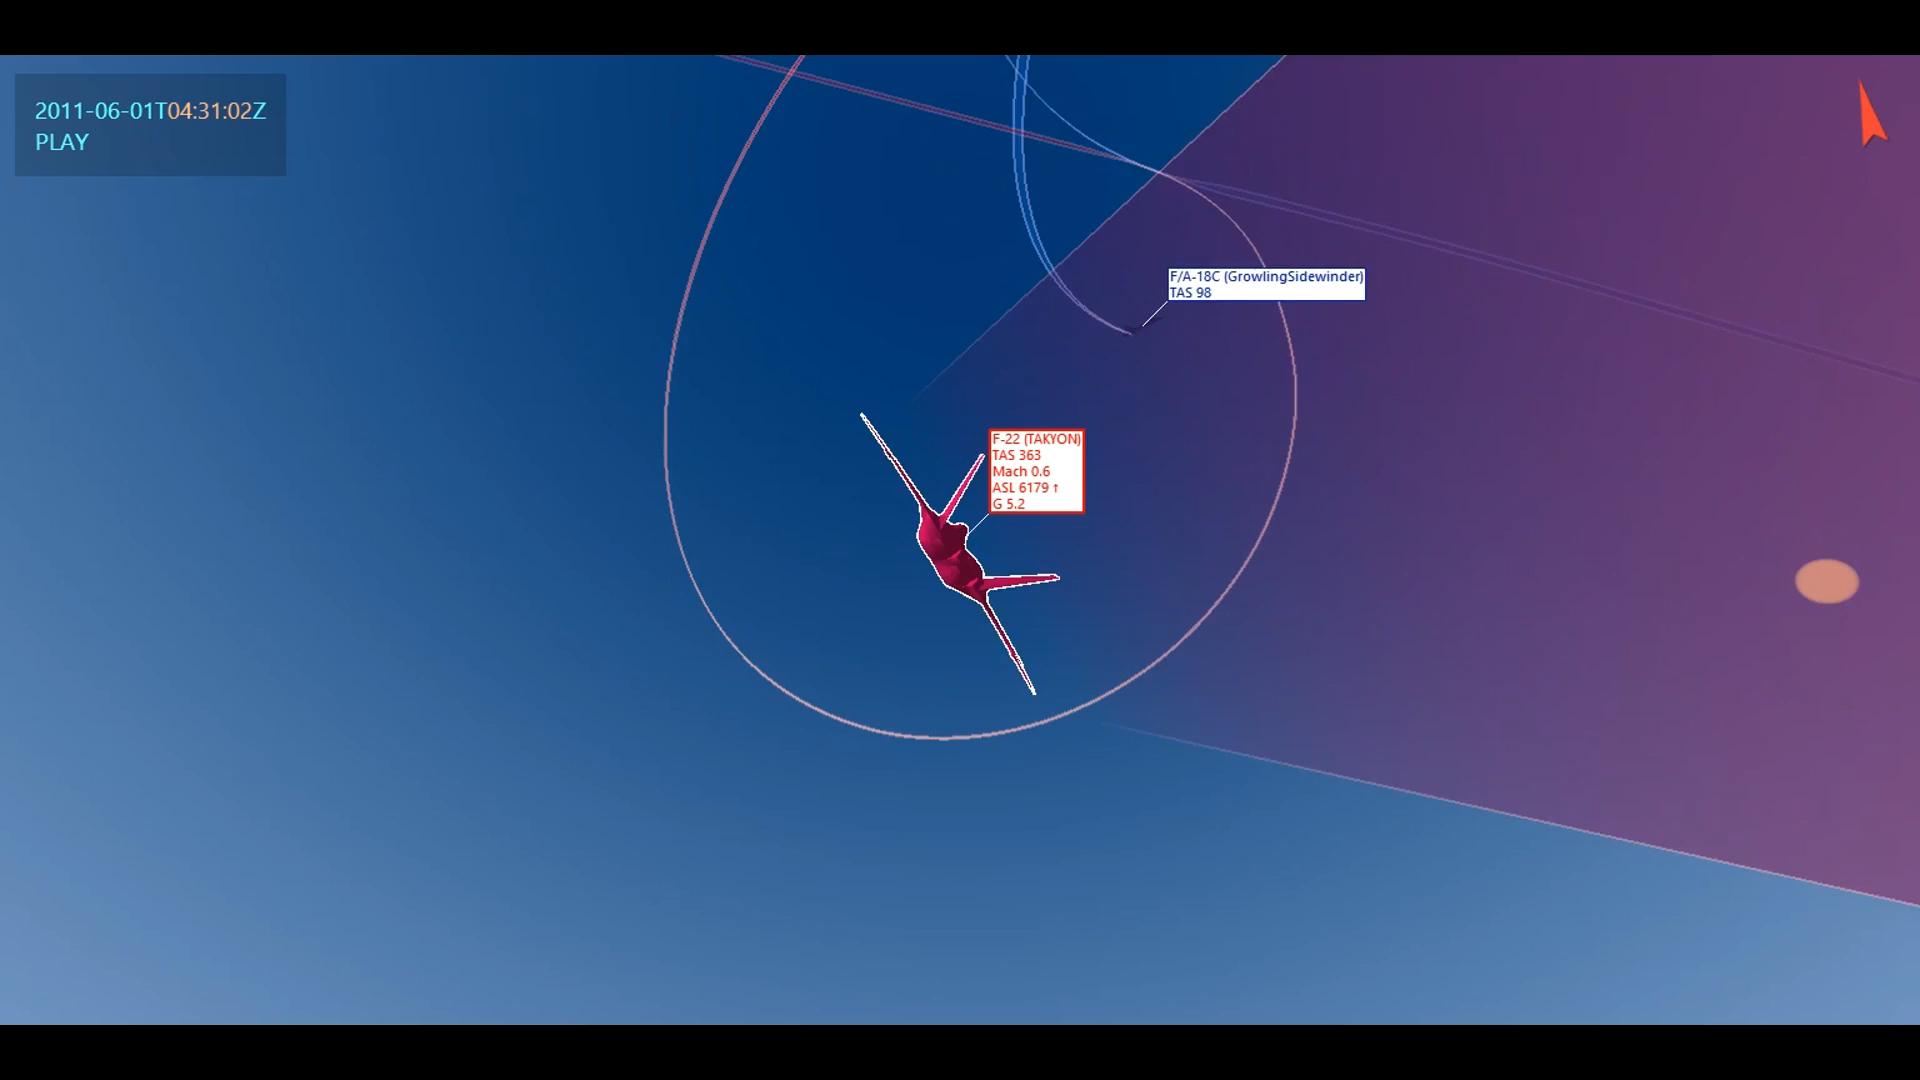 2011-06-01T04:31:02Z
PLAY
F/A-18C (GrowlingSidewinder)
TAS 98
F-22 (TAKYON)
TAS 363
Mach 0.6
ASL 6179 ↑
G 5.2